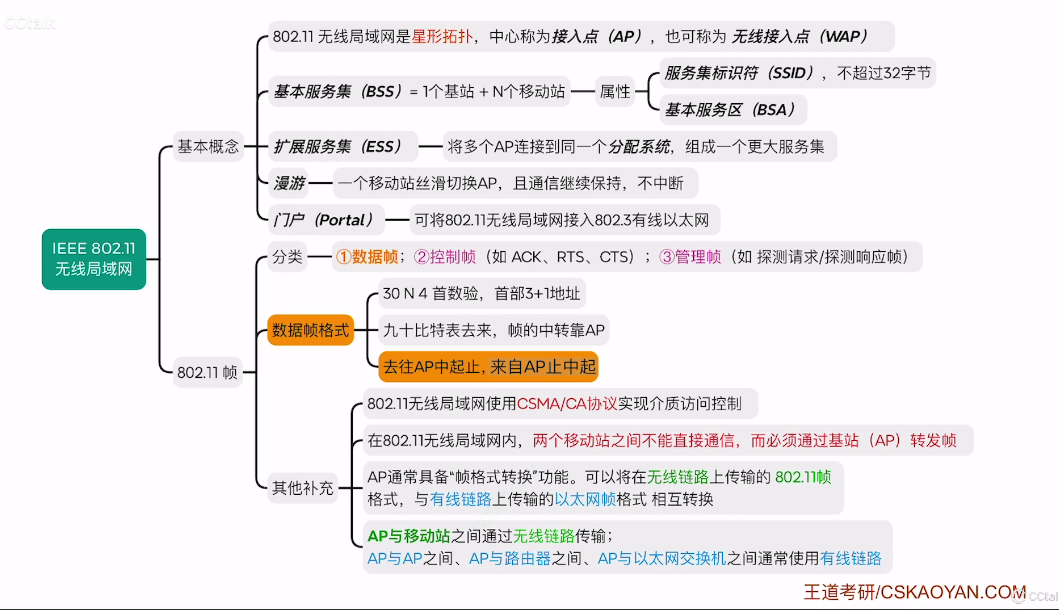 CCtalk
802.11 无线局域网是星形拓扑，中心称为接入点（AP），也可称为 无线接入点（WAP）
服务集标识符（SSID），不超过32字节
基本服务集（BSS）= 1个基站 + N个移动站
属性
基本服务区（BSA）
基本概念
扩展服务集（ESS）
将多个AP连接到同一个分配系统，组成一个更大服务集
漫游
一个移动站丝滑切换AP，且通信继续保持，不中断
门户（Portal）
可将802.11无线局域网接入802.3有线以太网
IEEE 802.11
无线局域网
分类
①数据帧；②控制帧（如 ACK、RTS、CTS）；③管理帧（如 探测请求/探测响应帧）
30 N 4 首数验，首部3+1地址
数据帧格式
九十比特表去来，帧的中转靠AP
去往AP中起止，来自AP止中起
802.11 帧
802.11无线局域网使用CSMA/CA协议实现介质访问控制
在802.11无线局域网内，两个移动站之间不能直接通信，而必须通过基站（AP）转发帧
其他补充
AP通常具备“帧格式转换”功能。可以将在无线链路上传输的 802.11帧
格式，与有线链路上传输的以太网帧格式 相互转换
AP与移动站之间通过无线链路传输；
AP与AP之间、AP与路由器之间、AP与以太网交换机之间通常使用有线链路
王道考研/CSKAOYAN.COM
CCtal